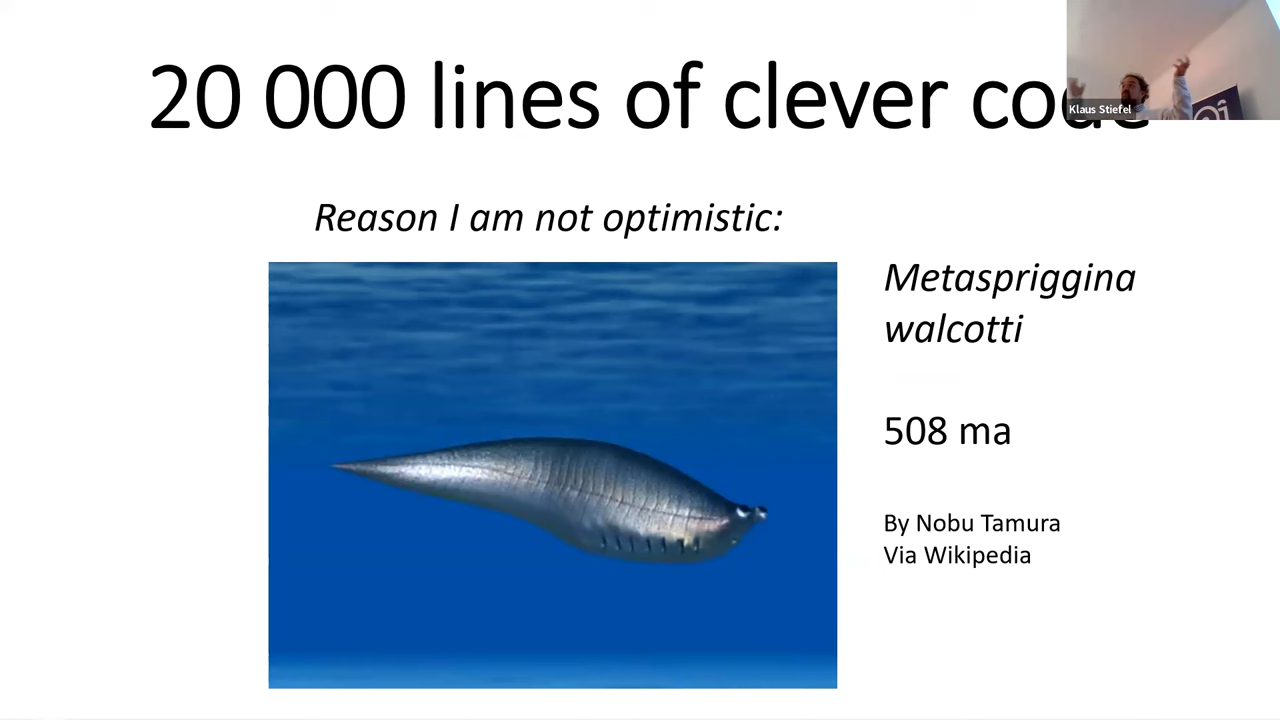 20 000 lines of clever code
Klaus Stiefel
Reason I am not optimistic:
Metaspriggina
walcotti
508 ma
By Nobu Tamura
Via Wikipedia